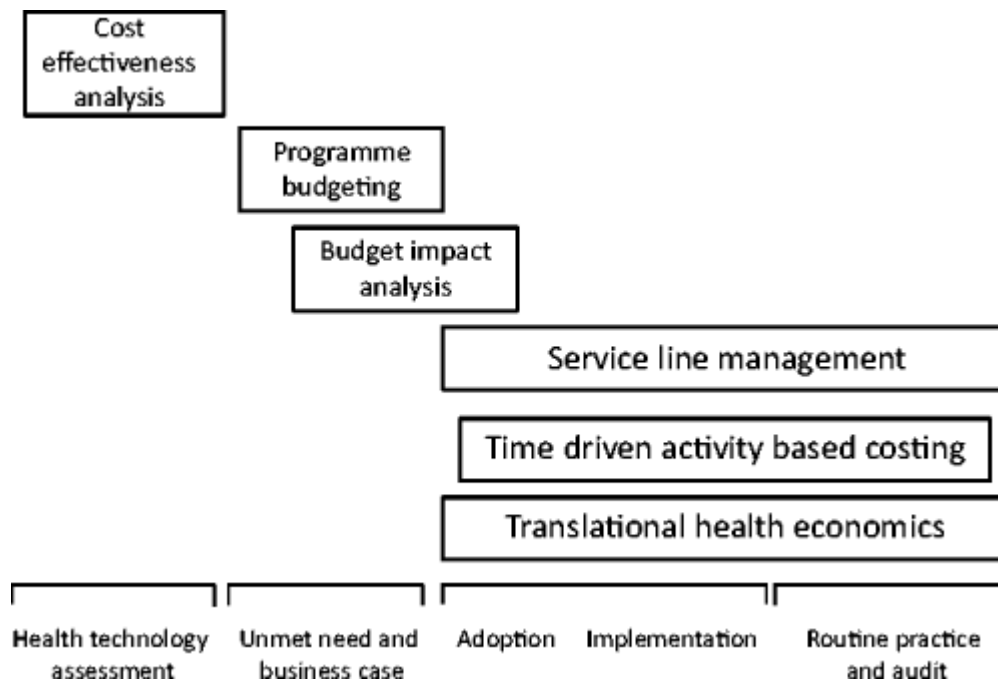 Cost
effectiveness
analysis
Programme
budgeting
Budget impact
analysis
Service line management
Time driven activity based costing
Translational health economics
Health technology
assessment
Unmet need and
business case
Adoption
Implementation
Routine practice
and audit